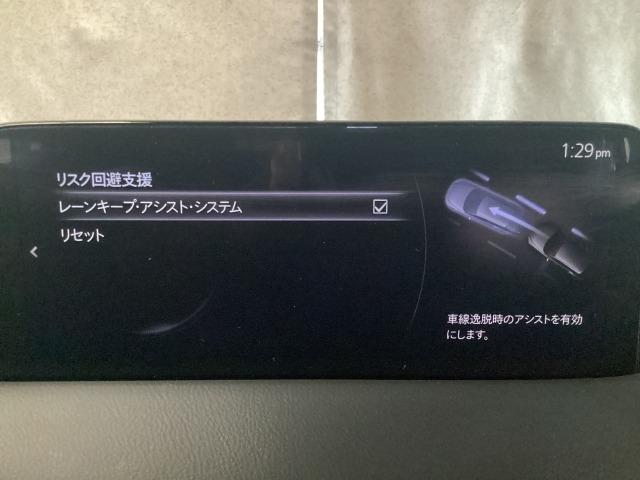 1:29 pm
リスク回避支援
レーンキープ･アシスト･システム
リセット
車線逸脱時のアシストを有効
にします。